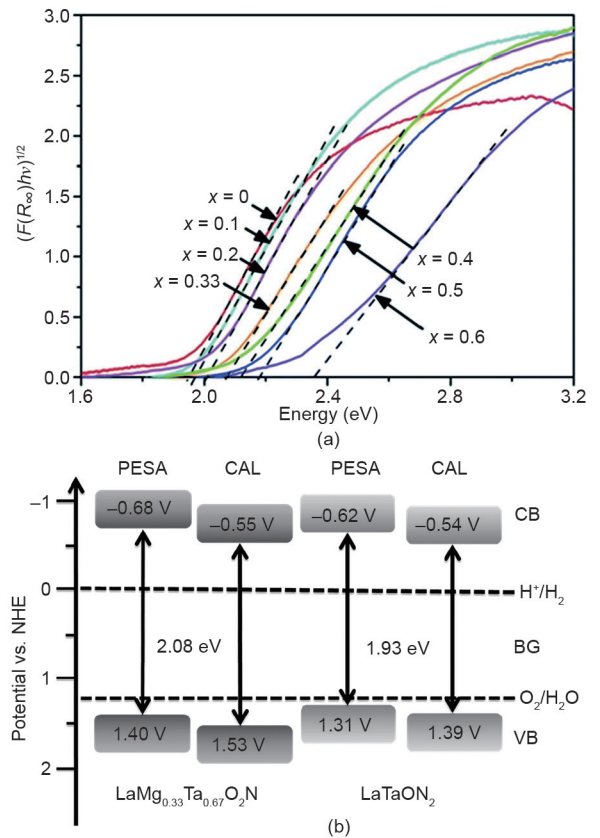 3.0
2.5
2.0
1.5
1.0
0.5
0.0
(F(R∞)hν)^1/2
x = 0
x = 0.1
x = 0.2
x = 0.33
x = 0.4
x = 0.5
x = 0.6
1.6 2.0 2.4 2.8 3.2
Energy (eV)
(a)
PESA CAL PESA CAL
–1 –0.68 V –0.55 V –0.62 V –0.54 V CB
0 H⁺/H₂
2.08 eV 1.93 eV BG
1 O₂/H₂O
1.40 V 1.53 V 1.31 V 1.39 V VB
2
Potential vs. NHE
LaMg₀.₃₃Ta₀.₆₇O₂N LaTaON₂
(b)